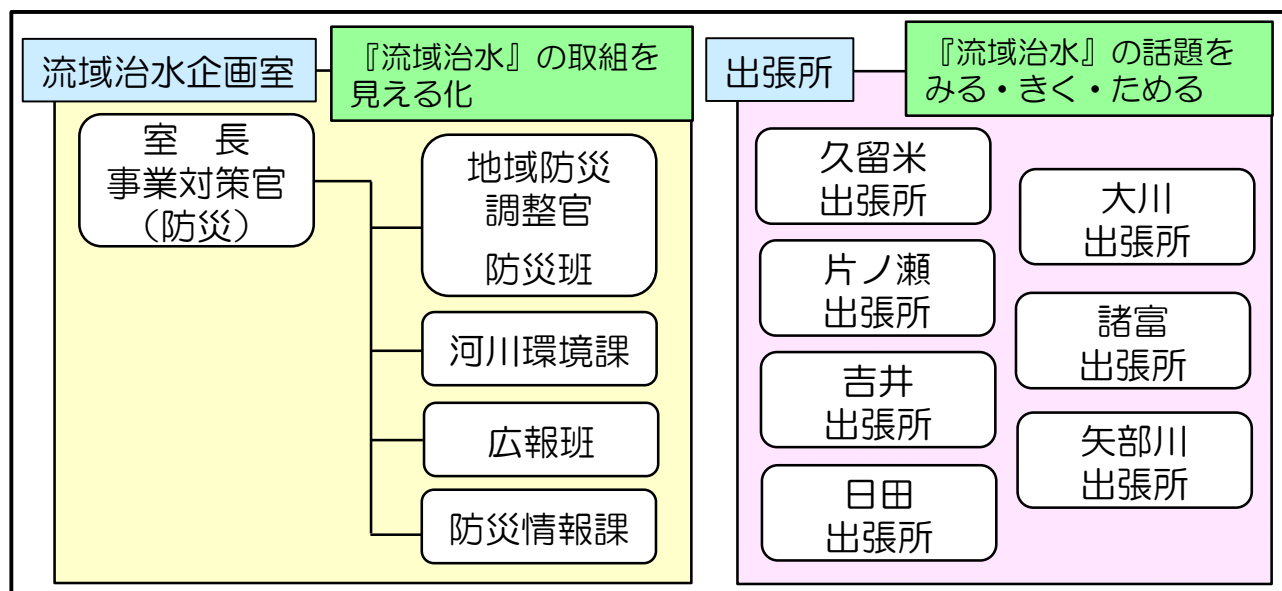 流域治水企画室
『流域治水』の取組を
見える化
室　長
事業対策官
（防災）
地域防災
調整官
防災班
河川環境課
広報班
防災情報課
出張所
『流域治水』の話題を
みる・きく・ためる
久留米
出張所
片ノ瀬
出張所
吉井
出張所
日田
出張所
大川
出張所
諸富
出張所
矢部川
出張所